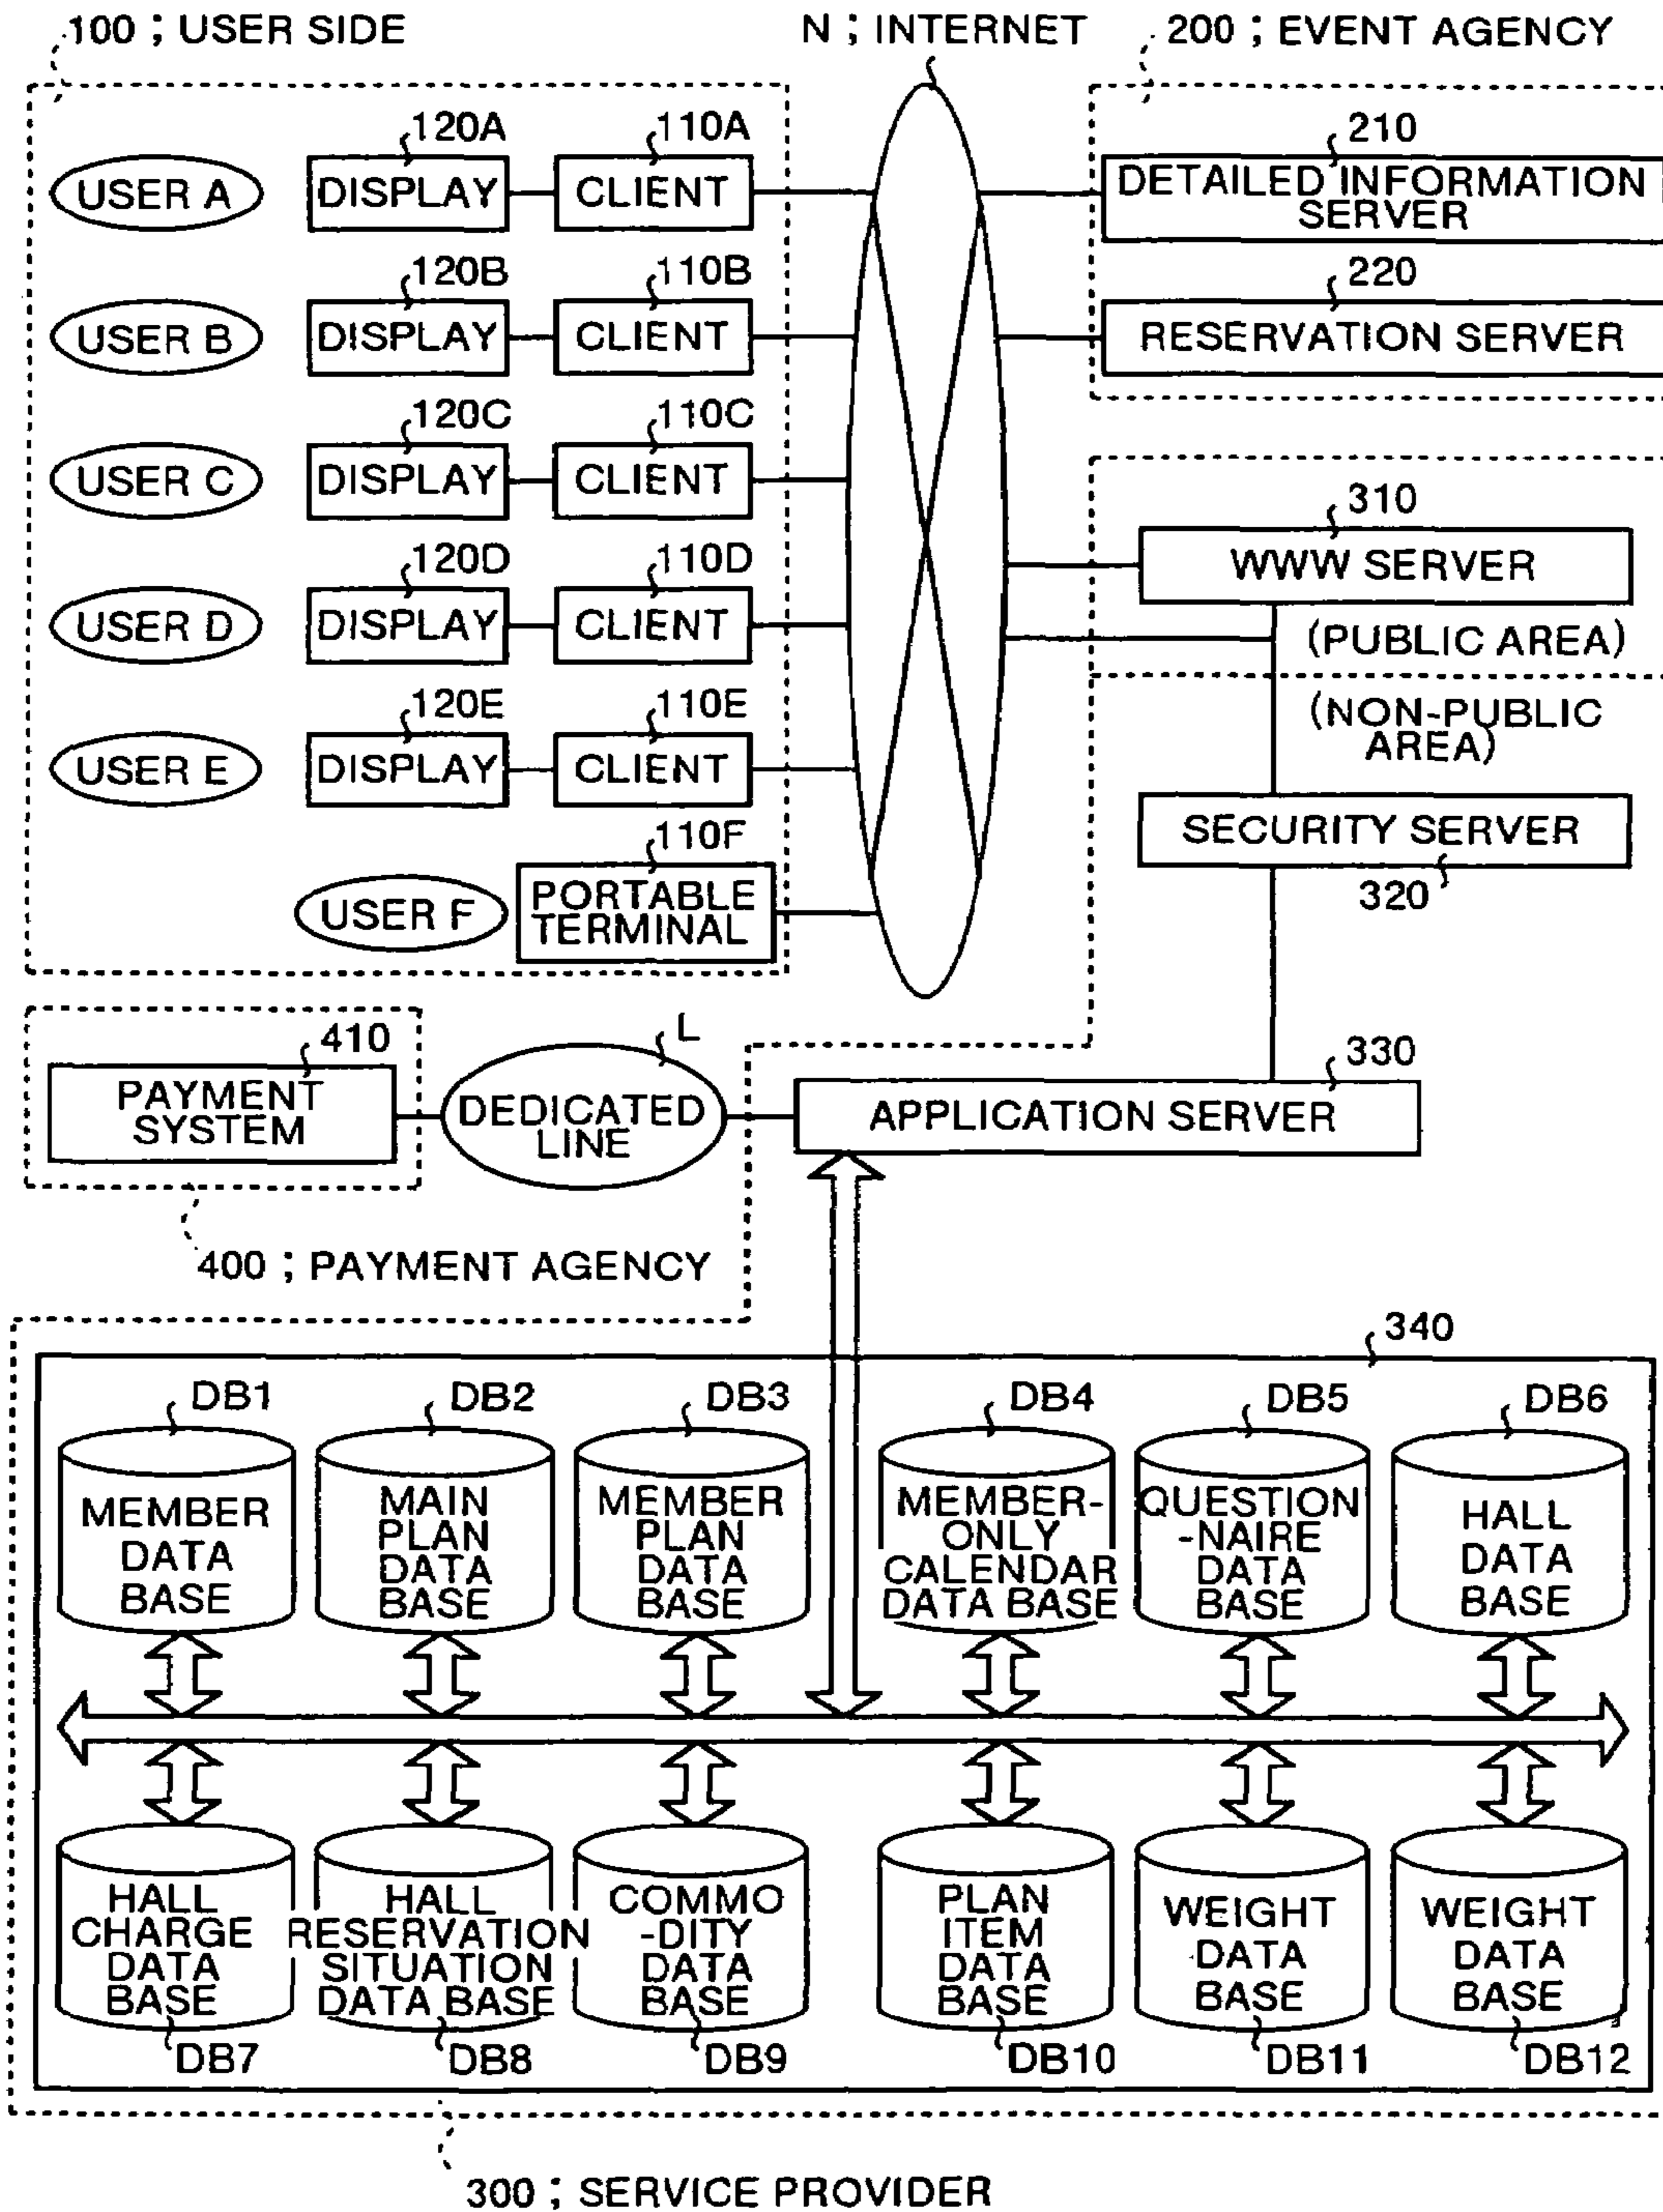 100 ; USER SIDE
N ; INTERNET
200 ; EVENT AGENCY
120A
110A
210
USER A
DISPLAY
CLIENT
DETAILED INFORMATION
SERVER
120B
110B
220
USER B
DISPLAY
CLIENT
RESERVATION SERVER
120C
110C
USER C
DISPLAY
CLIENT
310
WWW SERVER
120D
110D
USER D
DISPLAY
CLIENT
(PUBLIC AREA)
120E
110E
(NON-PUBLIC
AREA)
USER E
DISPLAY
CLIENT
SECURITY SERVER
320
110F
USER F
PORTABLE
TERMINAL
410
L
330
PAYMENT
SYSTEM
DEDICATED
LINE
APPLICATION SERVER
400 ; PAYMENT AGENCY
340
DB1
DB2
DB3
DB4
DB5
DB6
MEMBER
DATA
BASE
MAIN
PLAN
DATA
BASE
MEMBER
PLAN
DATA
BASE
MEMBER-
ONLY
CALENDAR
DATA BASE
QUESTION
-NAIRE
DATA
BASE
HALL
DATA
BASE
HALL
CHARGE
DATA
BASE
HALL
RESERVATION
SITUATION
DATA BASE
COMMO
-DITY
DATA
BASE
PLAN
ITEM
DATA
BASE
WEIGHT
DATA
BASE
WEIGHT
DATA
BASE
DB7
DB8
DB9
DB10
DB11
DB12
300 ; SERVICE PROVIDER